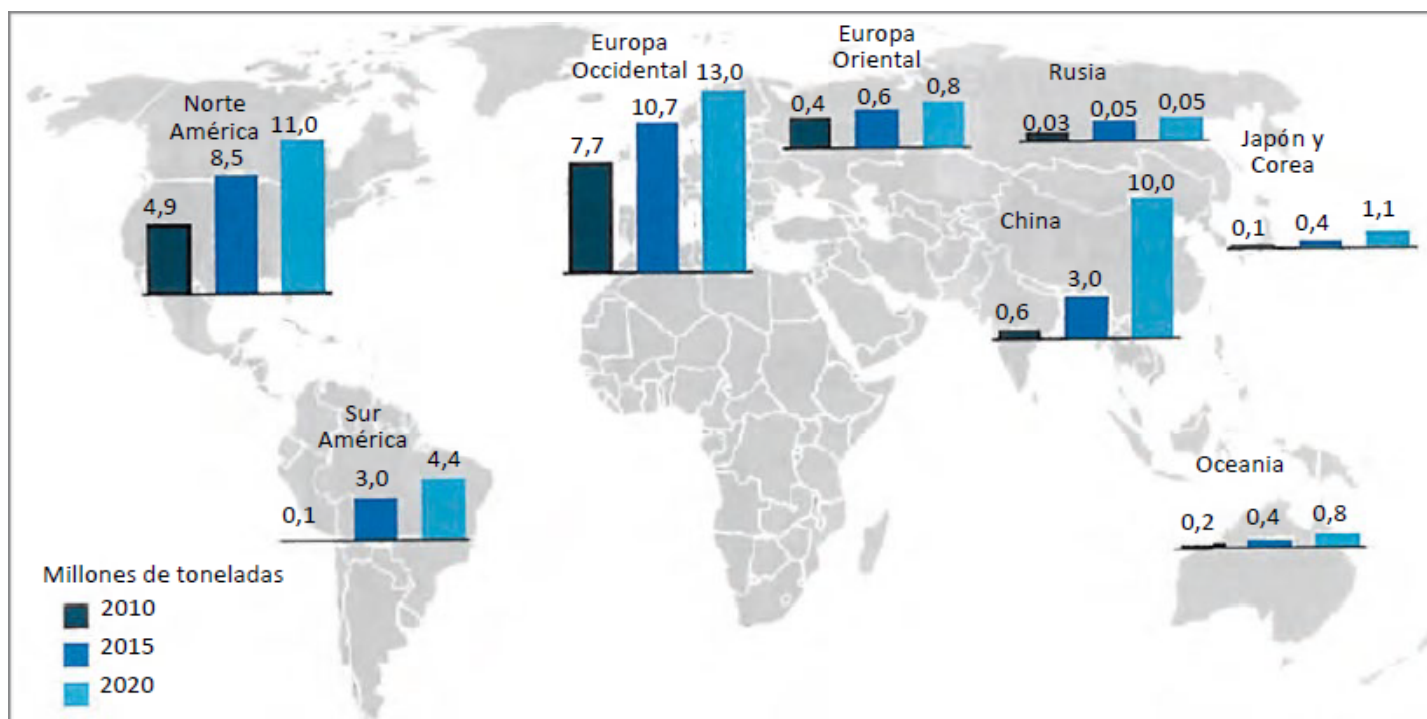 Norte
América
4,9
8,5
11,0
Europa
Occidental
7,7
10,7
13,0
Europa
Oriental
0,4
0,6
0,8
Rusia
0,03
0,05
0,05
Japón y
Corea
0,1
0,4
1,1
China
0,6
3,0
10,0
Sur
América
0,1
3,0
4,4
Oceania
0,2
0,4
0,8
Millones de toneladas
2010
2015
2020